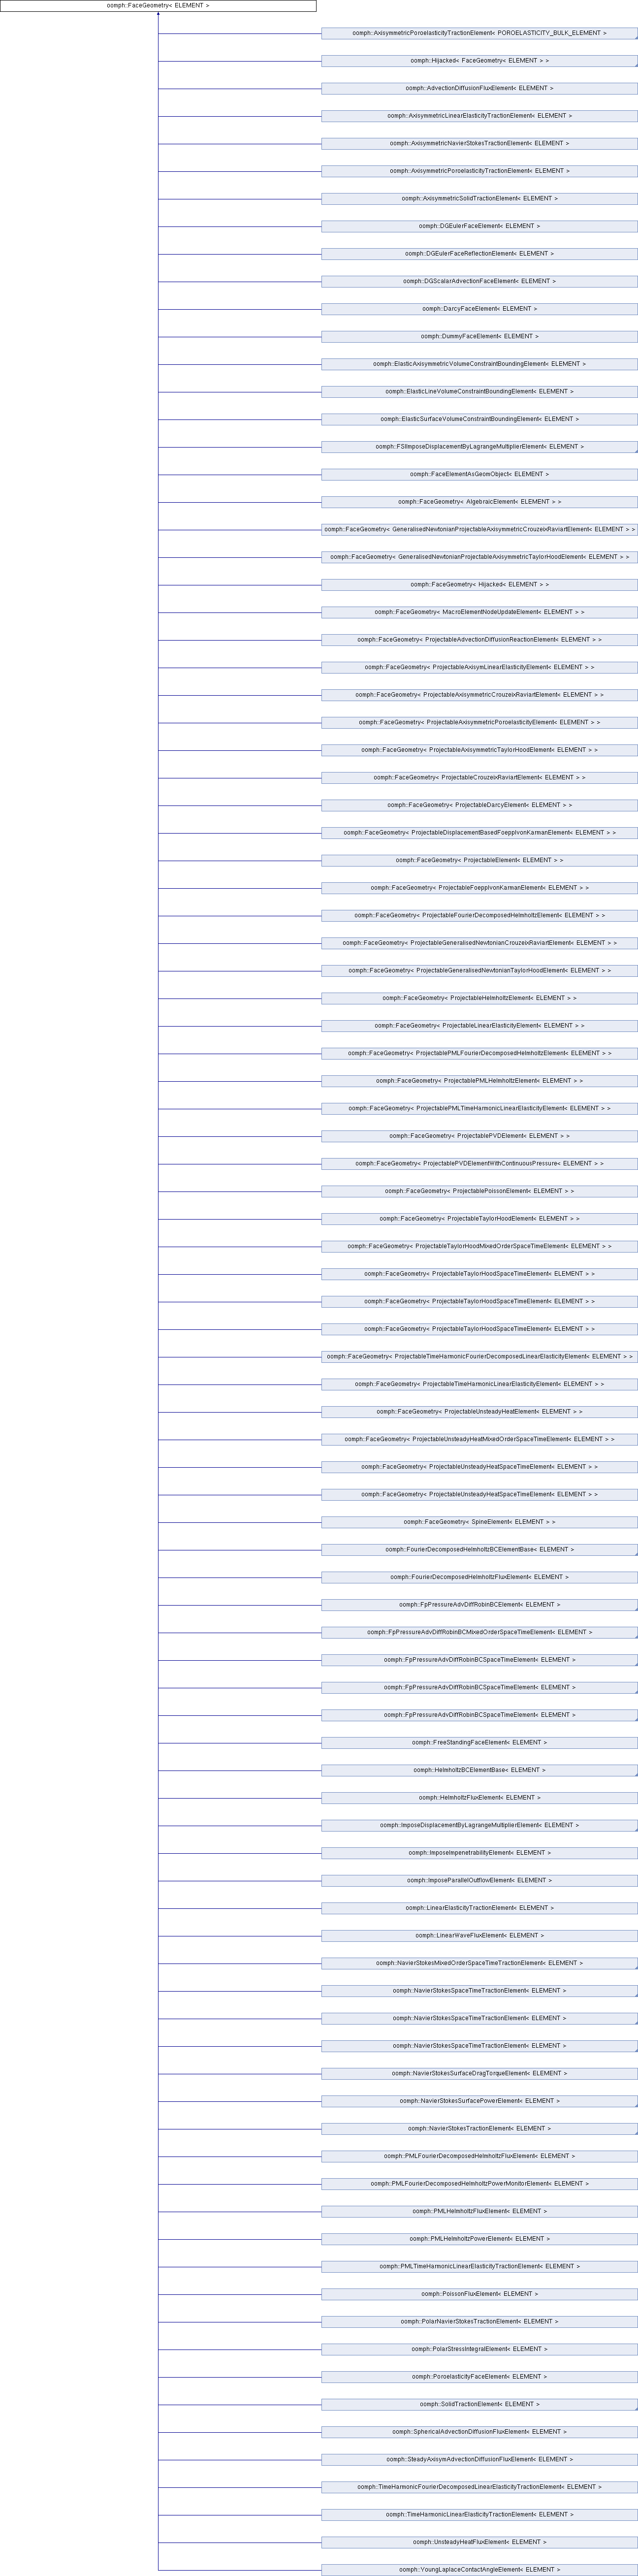 oomph::FaceGeometry< ELEMENT >
oomph::AxisymmetricPoroelasticityTractionElement< POROELASTICITY_BULK_ELEMENT >
oomph::Hijacked< FaceGeometry< ELEMENT > >
oomph::AdvectionDiffusionFluxElement< ELEMENT >
oomph::AxisymmetricLinearElasticityTractionElement< ELEMENT >
oomph::AxisymmetricNavierStokesTractionElement< ELEMENT >
oomph::AxisymmetricPoroelasticityTractionElement< ELEMENT >
oomph::AxisymmetricSolidTractionElement< ELEMENT >
oomph::DGEulerFaceElement< ELEMENT >
oomph::DGEulerFaceReflectionElement< ELEMENT >
oomph::DGScalarAdvectionFaceElement< ELEMENT >
oomph::DarcyFaceElement< ELEMENT >
oomph::DummyFaceElement< ELEMENT >
oomph::ElasticAxisymmetricVolumeConstraintBoundingElement< ELEMENT >
oomph::ElasticLineVolumeConstraintBoundingElement< ELEMENT >
oomph::ElasticSurfaceVolumeConstraintBoundingElement< ELEMENT >
oomph::FSIImposeDisplacementByLagrangeMultiplierElement< ELEMENT >
oomph::FaceElementAsGeomObject< ELEMENT >
oomph::FaceGeometry< AlgebraicElement< ELEMENT > >
oomph::FaceGeometry< GeneralisedNewtonianProjectableAxisymmetricCrouzeixRaviartElement< ELEMENT > >
oomph::FaceGeometry< GeneralisedNewtonianProjectableAxisymmetricTaylorHoodElement< ELEMENT > >
oomph::FaceGeometry< Hijacked< ELEMENT > >
oomph::FaceGeometry< MacroElementNodeUpdateElement< ELEMENT > >
oomph::FaceGeometry< ProjectableAdvectionDiffusionReactionElement< ELEMENT > >
oomph::FaceGeometry< ProjectableAxisymLinearElasticityElement< ELEMENT > >
oomph::FaceGeometry< ProjectableAxisymmetricCrouzeixRaviartElement< ELEMENT > >
oomph::FaceGeometry< ProjectableAxisymmetricPoroelasticityElement< ELEMENT > >
oomph::FaceGeometry< ProjectableAxisymmetricTaylorHoodElement< ELEMENT > >
oomph::FaceGeometry< ProjectableCrouzeixRaviartElement< ELEMENT > >
oomph::FaceGeometry< ProjectableDarcyElement< ELEMENT > >
oomph::FaceGeometry< ProjectableDisplacementBasedFoepplvonKarmanElement< ELEMENT > >
oomph::FaceGeometry< ProjectableElement< ELEMENT > >
oomph::FaceGeometry< ProjectableFoepplvonKarmanElement< ELEMENT > >
oomph::FaceGeometry< ProjectableFourierDecomposedHelmholtzElement< ELEMENT > >
oomph::FaceGeometry< ProjectableGeneralisedNewtonianCrouzeixRaviartElement< ELEMENT > >
oomph::FaceGeometry< ProjectableGeneralisedNewtonianTaylorHoodElement< ELEMENT > >
oomph::FaceGeometry< ProjectableHelmholtzElement< ELEMENT > >
oomph::FaceGeometry< ProjectableLinearElasticityElement< ELEMENT > >
oomph::FaceGeometry< ProjectablePMLFourierDecomposedHelmholtzElement< ELEMENT > >
oomph::FaceGeometry< ProjectablePMLHelmholtzElement< ELEMENT > >
oomph::FaceGeometry< ProjectablePMLTimeHarmonicLinearElasticityElement< ELEMENT > >
oomph::FaceGeometry< ProjectablePVDElement< ELEMENT > >
oomph::FaceGeometry< ProjectablePVDElementWithContinuousPressure< ELEMENT > >
oomph::FaceGeometry< ProjectablePoissonElement< ELEMENT > >
oomph::FaceGeometry< ProjectableTaylorHoodElement< ELEMENT > >
oomph::FaceGeometry< ProjectableTaylorHoodMixedOrderSpaceTimeElement< ELEMENT > >
oomph::FaceGeometry< ProjectableTaylorHoodSpaceTimeElement< ELEMENT > >
oomph::FaceGeometry< ProjectableTaylorHoodSpaceTimeElement< ELEMENT > >
oomph::FaceGeometry< ProjectableTaylorHoodSpaceTimeElement< ELEMENT > >
oomph::FaceGeometry< ProjectableTimeHarmonicFourierDecomposedLinearElasticityElement< ELEMENT > >
oomph::FaceGeometry< ProjectableTimeHarmonicLinearElasticityElement< ELEMENT > >
oomph::FaceGeometry< ProjectableUnsteadyHeatElement< ELEMENT > >
oomph::FaceGeometry< ProjectableUnsteadyHeatMixedOrderSpaceTimeElement< ELEMENT > >
oomph::FaceGeometry< ProjectableUnsteadyHeatSpaceTimeElement< ELEMENT > >
oomph::FaceGeometry< ProjectableUnsteadyHeatSpaceTimeElement< ELEMENT > >
oomph::FaceGeometry< SpineElement< ELEMENT > >
oomph::FourierDecomposedHelmholtzBCElementBase< ELEMENT >
oomph::FourierDecomposedHelmholtzFluxElement< ELEMENT >
oomph::FpPressureAdvDiffRobinBCElement< ELEMENT >
oomph::FpPressureAdvDiffRobinBCMixedOrderSpaceTimeElement< ELEMENT >
oomph::FpPressureAdvDiffRobinBCSpaceTimeElement< ELEMENT >
oomph::FpPressureAdvDiffRobinBCSpaceTimeElement< ELEMENT >
oomph::FpPressureAdvDiffRobinBCSpaceTimeElement< ELEMENT >
oomph::FreeStandingFaceElement< ELEMENT >
oomph::HelmholtzBCElementBase< ELEMENT >
oomph::HelmholtzFluxElement< ELEMENT >
oomph::ImposeDisplacementByLagrangeMultiplierElement< ELEMENT >
oomph::ImposeImpenetrabilityElement< ELEMENT >
oomph::ImposeParallelOutflowElement< ELEMENT >
oomph::LinearElasticityTractionElement< ELEMENT >
oomph::LinearWaveFluxElement< ELEMENT >
oomph::NavierStokesMixedOrderSpaceTimeTractionElement< ELEMENT >
oomph::NavierStokesSpaceTimeTractionElement< ELEMENT >
oomph::NavierStokesSpaceTimeTractionElement< ELEMENT >
oomph::NavierStokesSpaceTimeTractionElement< ELEMENT >
oomph::NavierStokesSurfaceDragTorqueElement< ELEMENT >
oomph::NavierStokesSurfacePowerElement< ELEMENT >
oomph::NavierStokesTractionElement< ELEMENT >
oomph::PMLFourierDecomposedHelmholtzFluxElement< ELEMENT >
oomph::PMLFourierDecomposedHelmholtzPowerMonitorElement< ELEMENT >
oomph::PMLHelmholtzFluxElement< ELEMENT >
oomph::PMLHelmholtzPowerElement< ELEMENT >
oomph::PMLTimeHarmonicLinearElasticityTractionElement< ELEMENT >
oomph::PoissonFluxElement< ELEMENT >
oomph::PolarNavierStokesTractionElement< ELEMENT >
oomph::PolarStressIntegralElement< ELEMENT >
oomph::PoroelasticityFaceElement< ELEMENT >
oomph::SolidTractionElement< ELEMENT >
oomph::SphericalAdvectionDiffusionFluxElement< ELEMENT >
oomph::SteadyAxisymAdvectionDiffusionFluxElement< ELEMENT >
oomph::TimeHarmonicFourierDecomposedLinearElasticityTractionElement< ELEMENT >
oomph::TimeHarmonicLinearElasticityTractionElement< ELEMENT >
oomph::UnsteadyHeatFluxElement< ELEMENT >
oomph::YoungLaplaceContactAngleElement< ELEMENT >